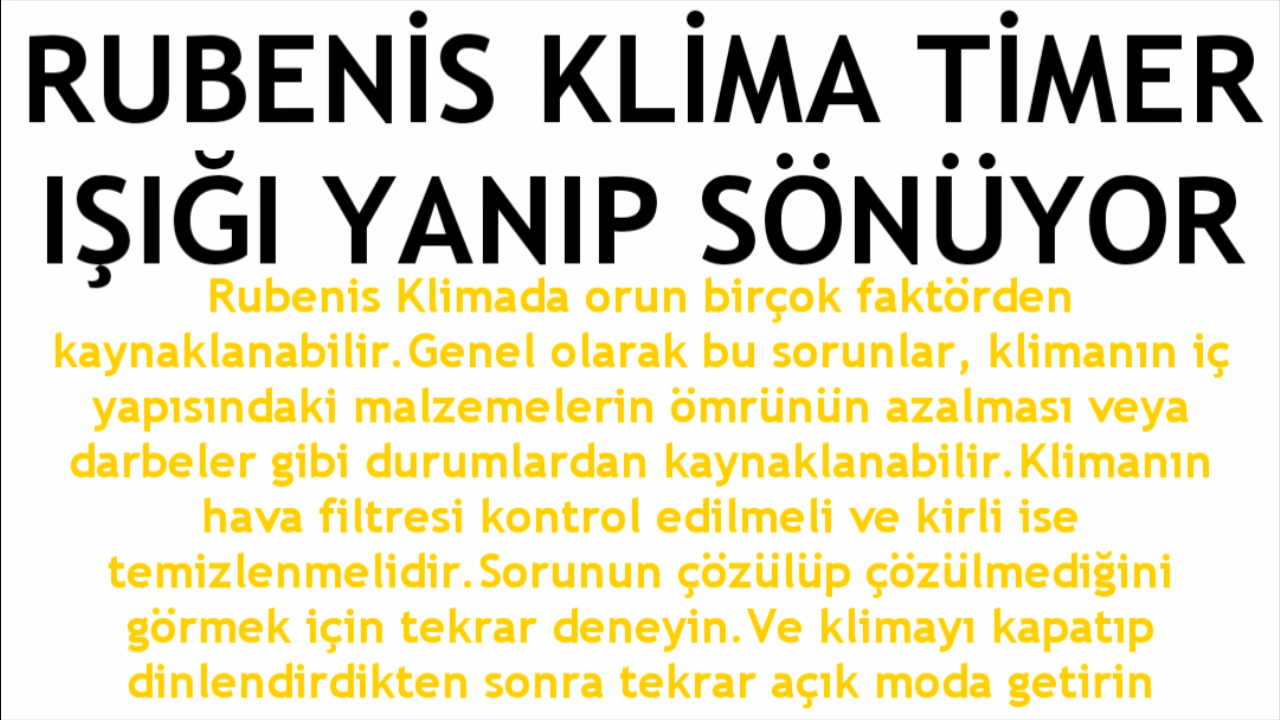 RUBENİS KLİMA TİMER
IŞIĞI YANIP SÖNÜYOR
Rubenis Klimada orun birçok faktörden
kaynaklanabilir.Genel olarak bu sorunlar, klimanın iç
yapısındaki malzemelerin ömrünün azalması veya
darbeler gibi durumlardan kaynaklanabilir.Klimanın
hava filtresi kontrol edilmeli ve kirli ise
temizlenmelidir.Sorunun çözülüp çözülmediğini
görmek için tekrar deneyin.Ve klimayı kapatıp
dinlendirdikten sonra tekrar açık moda getirin